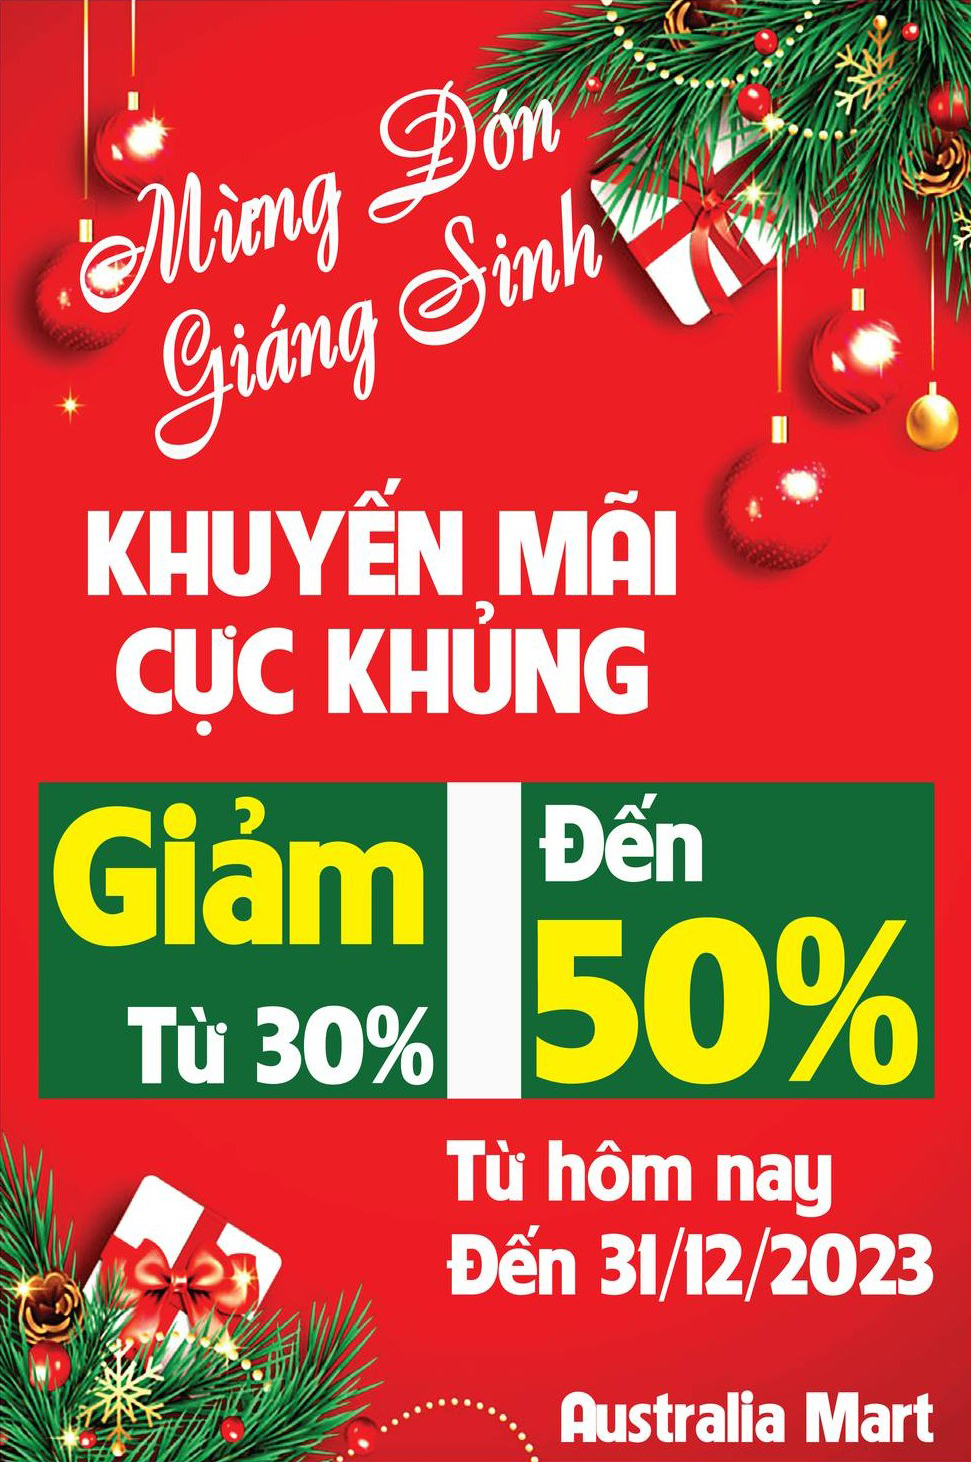 Mừng Đón
Giáng Sinh
KHUYẾN MÃI
CỰC KHỦNG
Giảm
Từ 30%
Đến
50%
Từ hôm nay
Đến 31/12/2023
Australia Mart